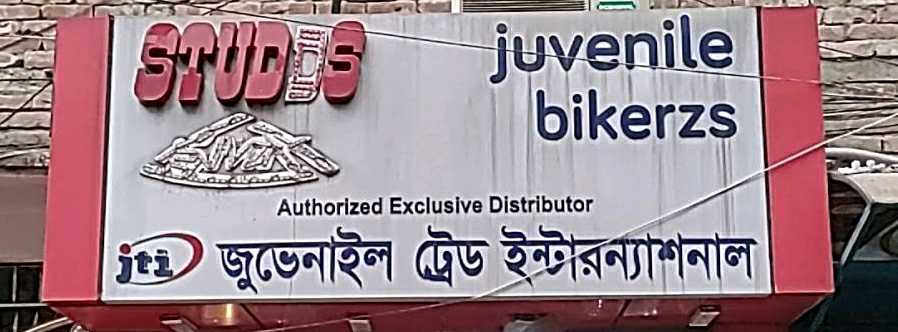 STUDDS
juvenile
bikerzs
Authorized Exclusive Distributor
jti জুভেনাইল ট্রেড ইন্টারন্যাশনাল